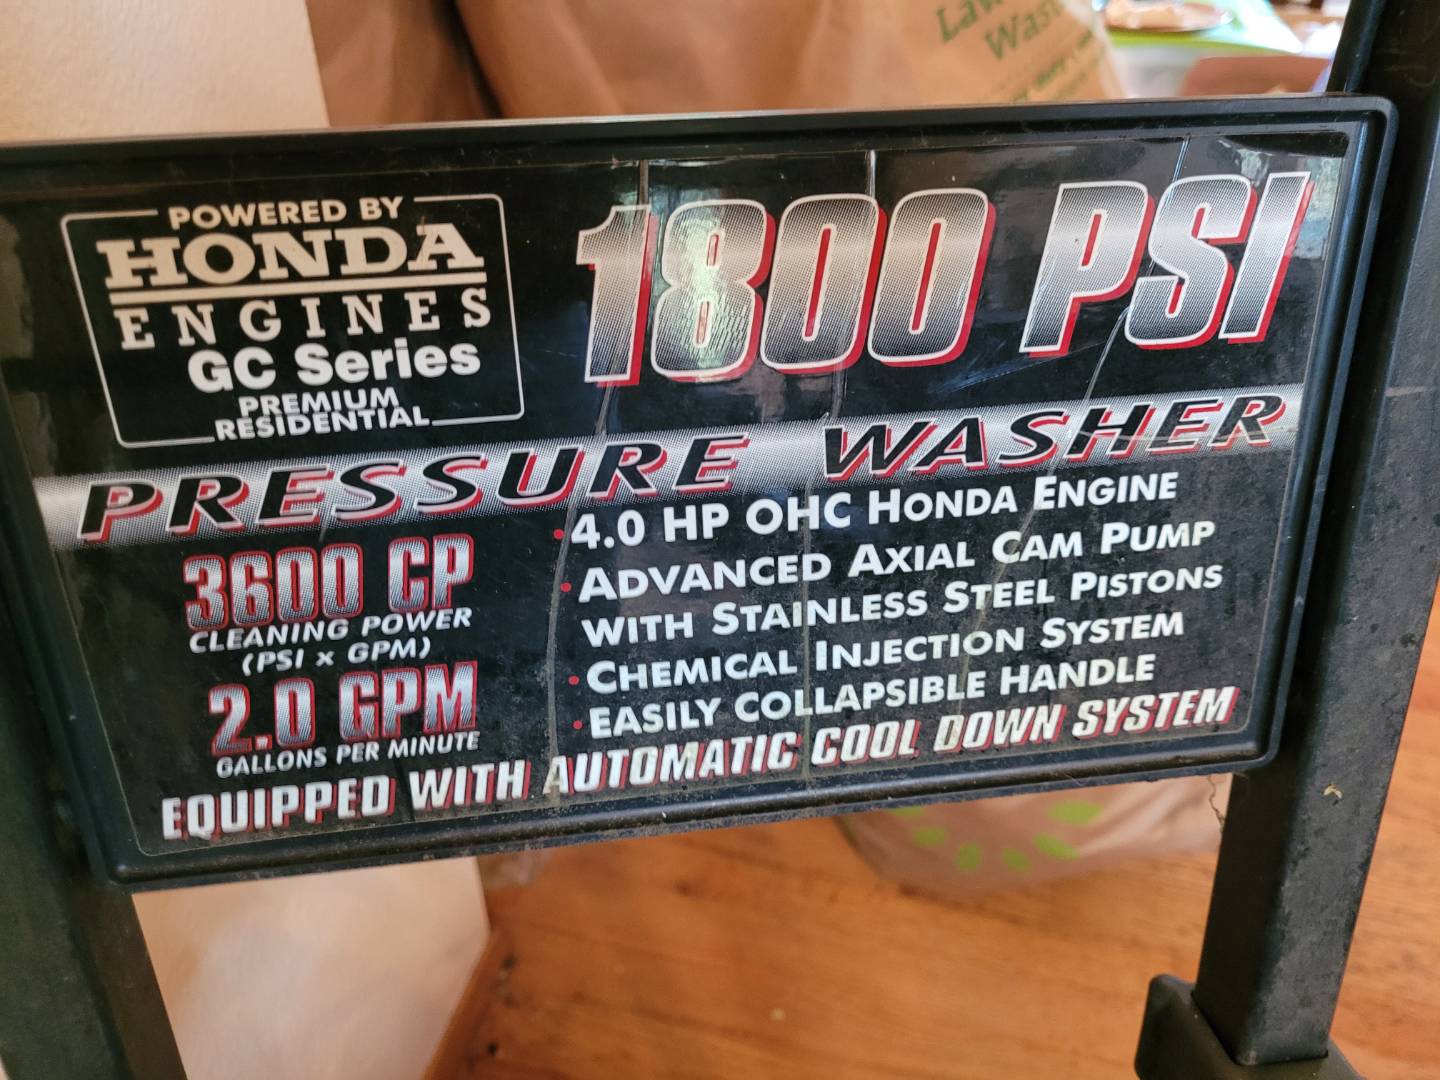 Law
Wast
POWERED BY
HONDA
ENGINES
GC Series
PREMIUM
RESIDENTIAL
1800 PSI
PRESSURE WASHER
3600 CP
CLEANING POWER
(PSI x GPM)
2.0 GPM
GALLONS PER MINUTE
•4.0 HP OHC HONDA ENGINE
•ADVANCED AXIAL CAM PUMP
WITH STAINLESS STEEL PISTONS
•CHEMICAL INJECTION SYSTEM
•EASILY COLLAPSIBLE HANDLE
EQUIPPED WITH AUTOMATIC COOL DOWN SYSTEM